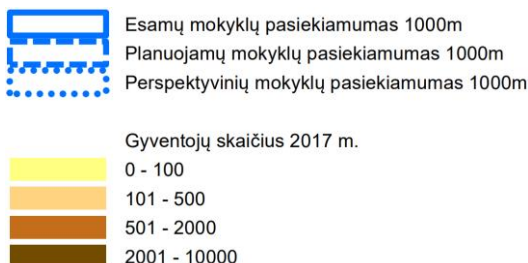 Esamų mokyklų pasiekiamumas 1000m
Planuojamų mokyklų pasiekiamumas 1000m
Perspektyvinių mokyklų pasiekiamumas 1000m
Gyventojų skaičius 2017 m.
0 - 100
101 - 500
501 - 2000
2001 - 10000